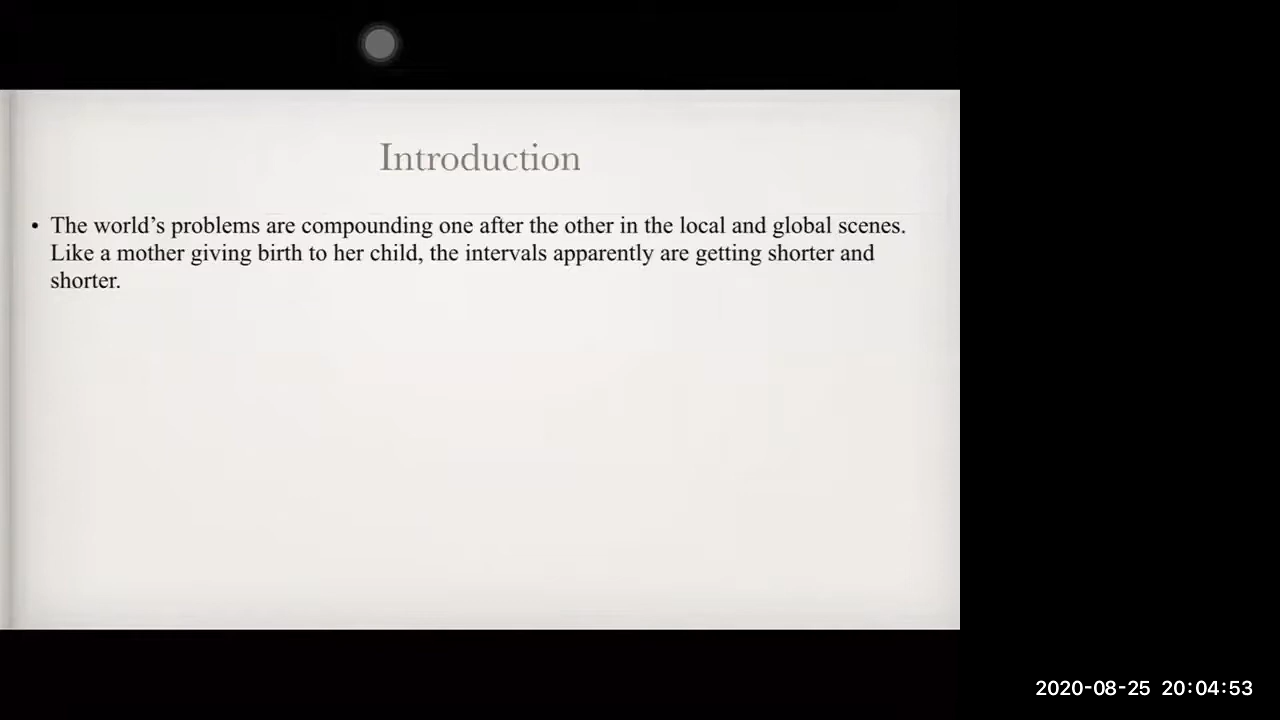 Introduction
• The world’s problems are compounding one after the other in the local and global scenes.
Like a mother giving birth to her child, the intervals apparently are getting shorter and
shorter.
2020-08-25 20:04:53